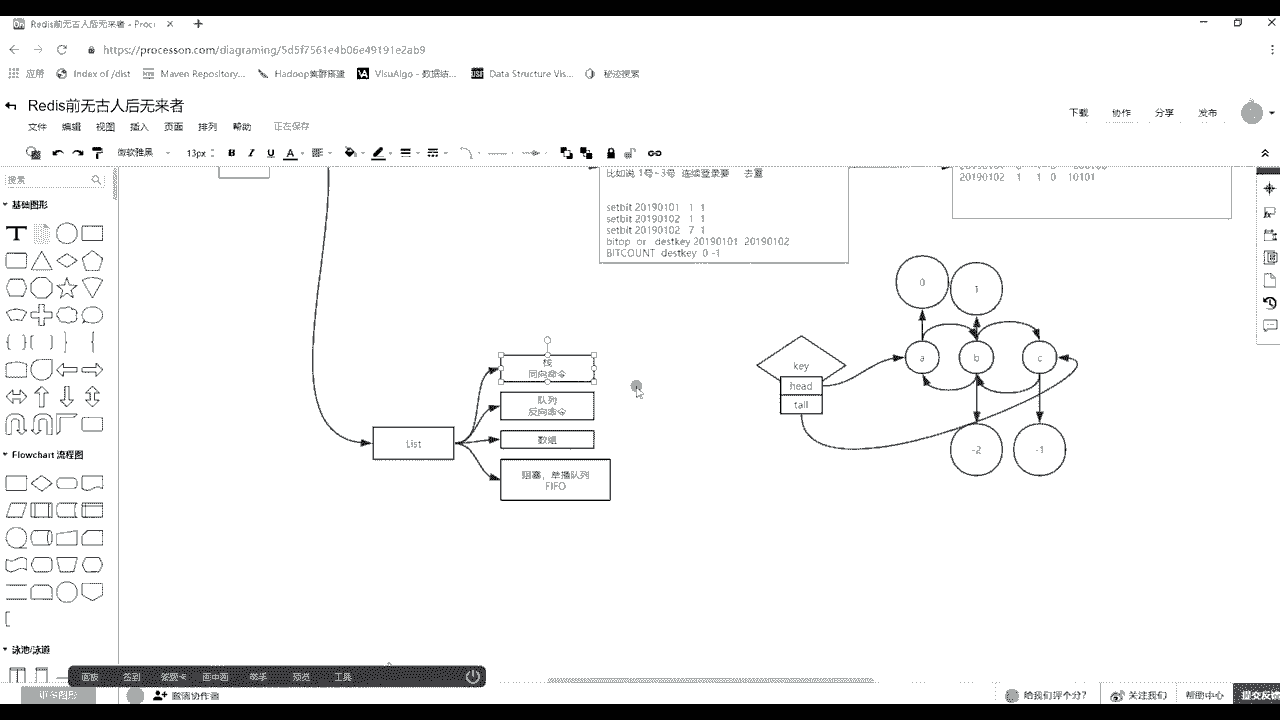 Redis前无古人后无来者 - Proc
https://processon.com/diagraming/5d5f7561e4b06e49191e2ab9
应用
Index of /dist
Maven Repository...
Hadoop集群搭建
VisuAlgo - 数据结...
Data Structure Vis...
秘迹搜索
Redis前无古人后无来者
文件 编辑 视图 插入 页面 排列 帮助 正在保存
下载 协作 分享 发布
微软雅黑 13px B I U A
搜索
基础图形
T
Flowchart 流程图
泳池/泳道
比如说 1号~3号 连续登录要 去重
setbit 20190101 1 1
setbit 20190102 1 1
setbit 20190102 7 1
bitop or destkey 20190101 20190102
BITCOUNT destkey 0 -1
20190102 1 1 0 10101
List
栈
同向命令
队列
反向命令
数组
阻塞，单播队列
FIFO
key
head
tail
0
1
a
b
c
-2
-1
画板 签到 答题卡 画中画 举手 预览 工具
更多图形
邀请协作者
给我们评个分?
关注我们
帮助中心
提交反馈